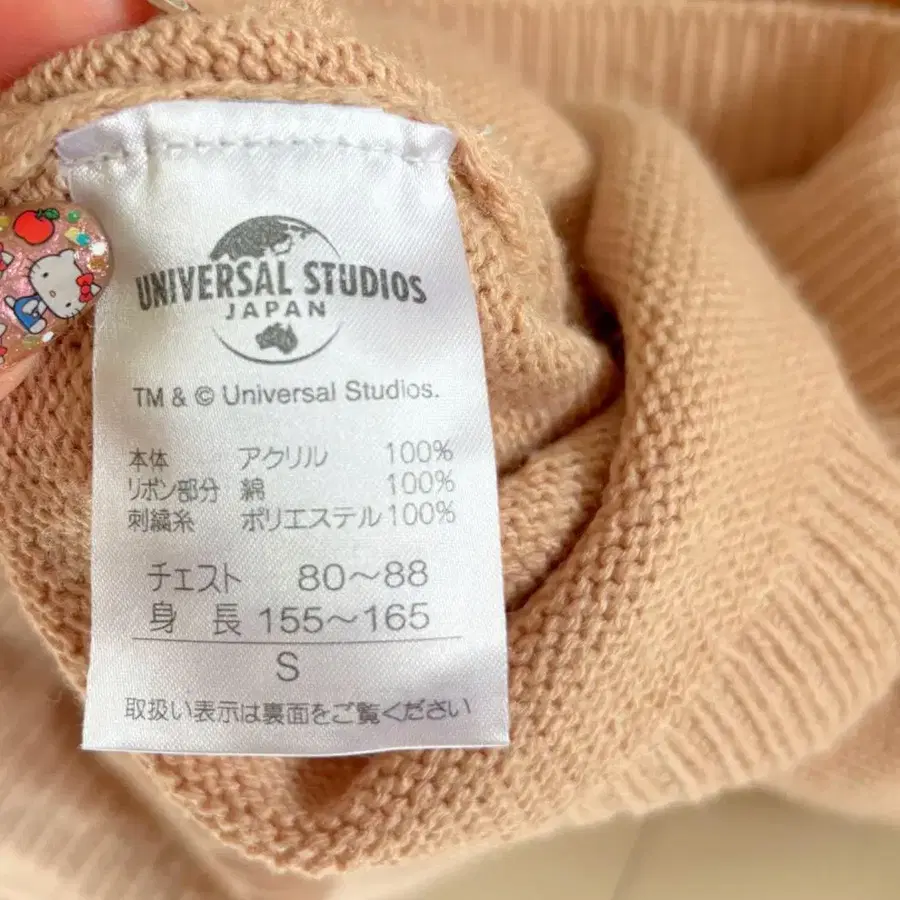 UNIVERSAL STUDIOS
JAPAN
TM & © Universal Studios.
本体 アクリル 100%
リボン部分 綿 100%
刺繍糸 ポリエステル 100%
チェスト 80～88
身長 155～165
S
取扱い表示は裏面をご覧ください